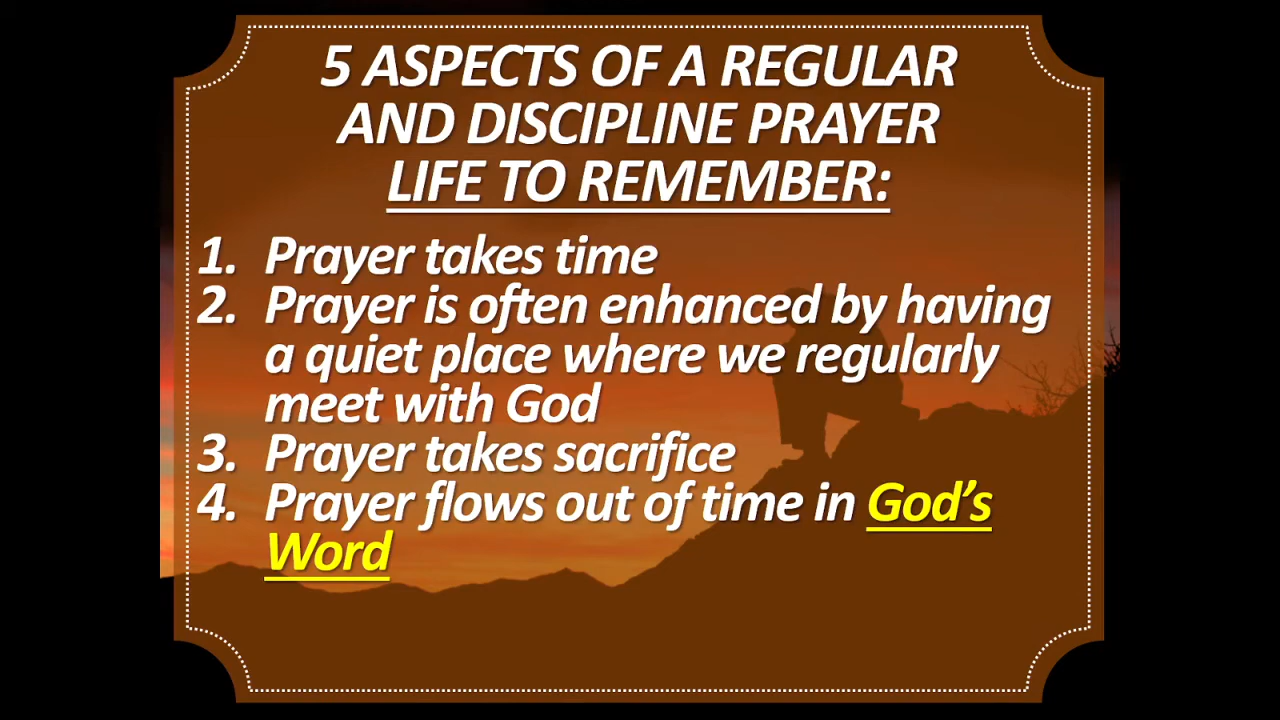 5 ASPECTS OF A REGULAR
AND DISCIPLINE PRAYER
LIFE TO REMEMBER:
1. Prayer takes time
2. Prayer is often enhanced by having
a quiet place where we regularly
meet with God
3. Prayer takes sacrifice
4. Prayer flows out of time in God’s
Word